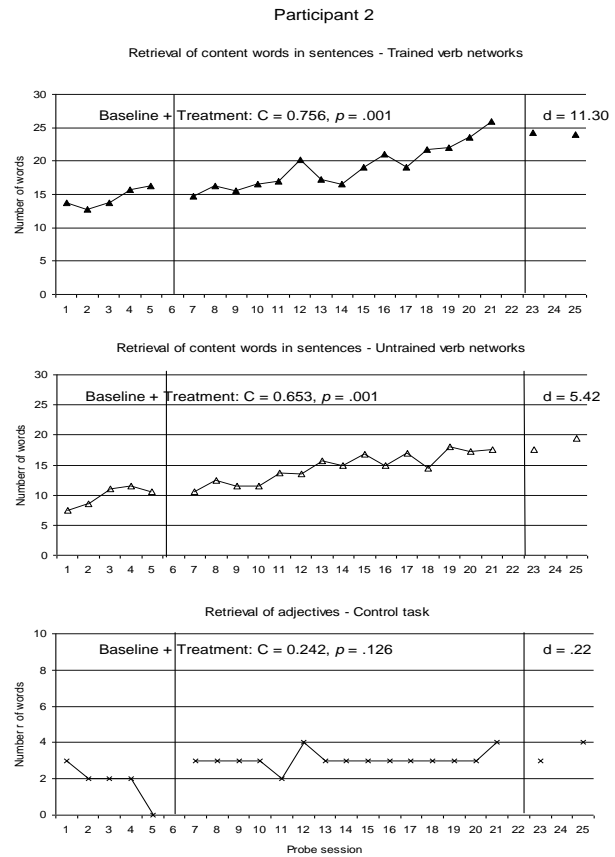 Participant 2
Retrieval of content words in sentences - Trained verb networks
30
Baseline + Treatment: C = 0.756, p = .001
d = 11.30
25
20
15
10
5
0
Number of words
1 2 3 4 5 6 7 8 9 10 11 12 13 14 15 16 17 18 19 20 21 22 23 24 25
Retrieval of content words in sentences - Untrained verb networks
30
Baseline + Treatment: C = 0.653, p = .001
d = 5.42
25
20
15
10
5
0
Numberr of words
1 2 3 4 5 6 7 8 9 10 11 12 13 14 15 16 17 18 19 20 21 22 23 24 25
Retrieval of adjectives - Control task
10
Baseline + Treatment: C = 0.242, p = .126
d = .22
8
6
4
2
0
Number r of words
1 2 3 4 5 6 7 8 9 10 11 12 13 14 15 16 17 18 19 20 21 22 23 24 25
Probe session